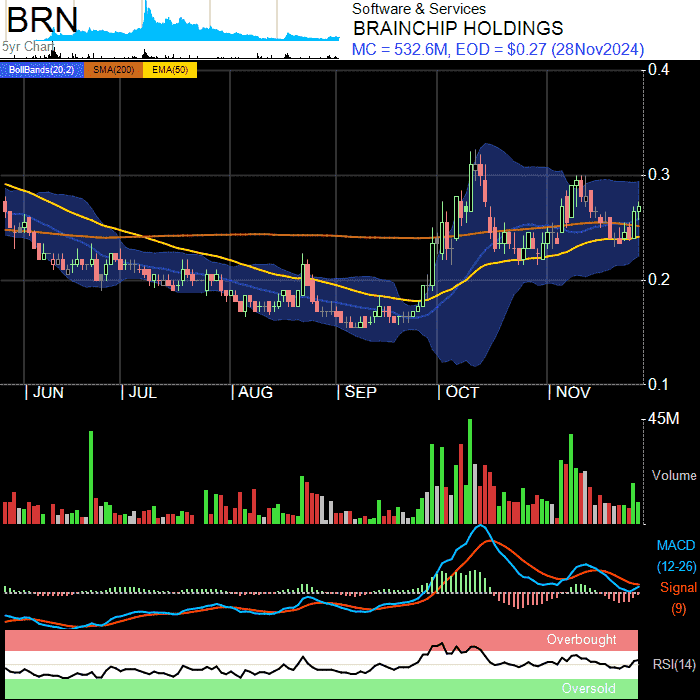 BRN
Software & Services
BRAINCHIP HOLDINGS
5yr Chart
MC = 532.6M, EOD = $0.27 (28Nov2024)
BollBands(20,2) SMA(200) EMA(50)
0.4
0.3
0.2
0.1
JUN JUL AUG SEP OCT NOV
45M
Volume
MACD
(12-26)
Signal
(9)
Overbought
RSI(14)
Oversold